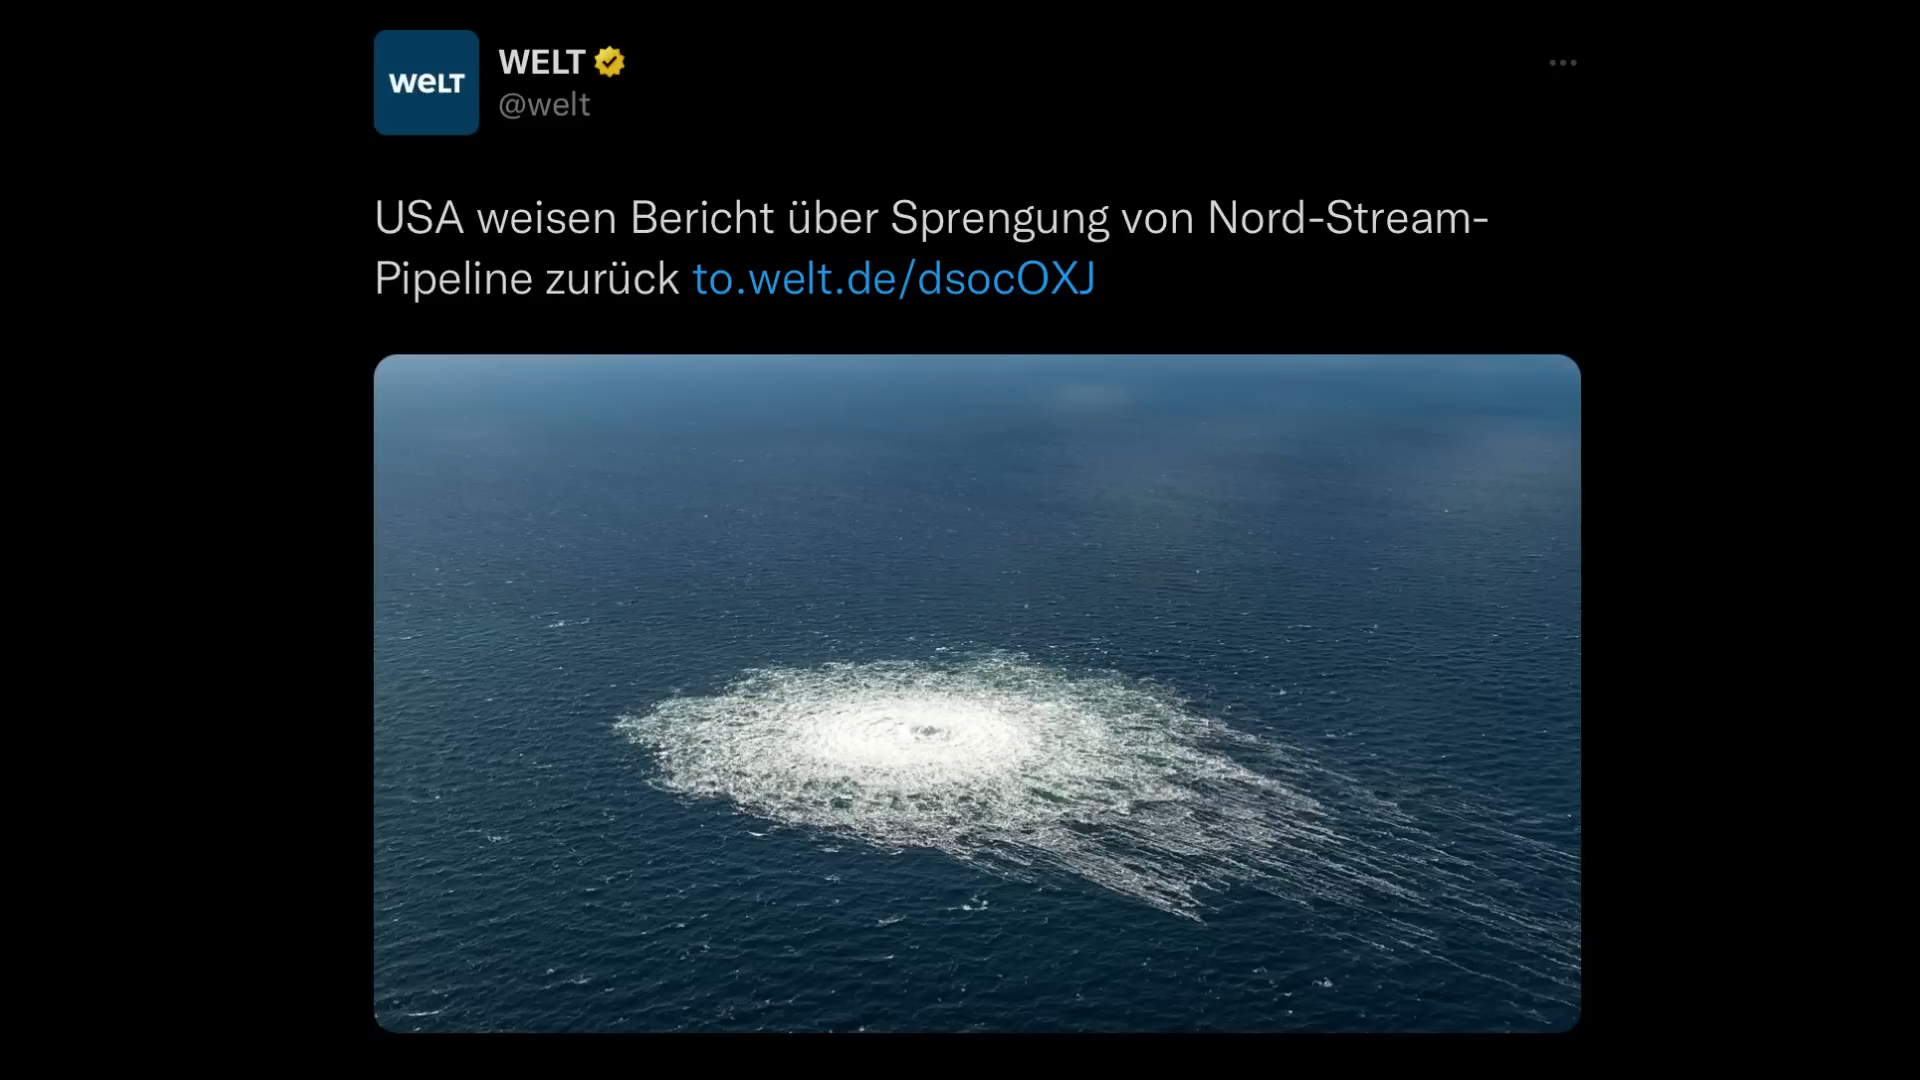 WELT
WELT
@welt
USA weisen Bericht über Sprengung von Nord-Stream-
Pipeline zurück to.welt.de/dsocOXJ